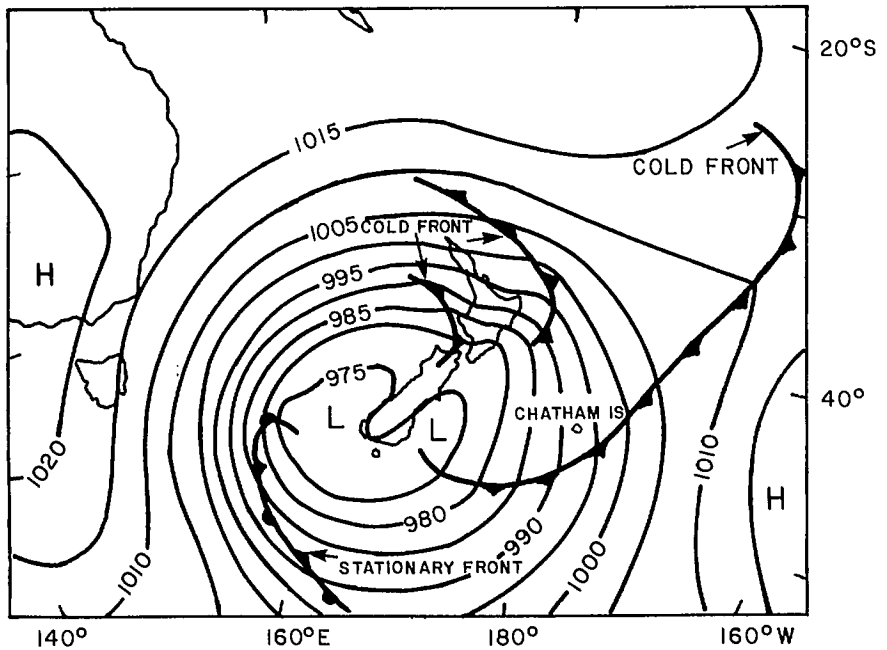 20°S
1015
COLD FRONT
1005
COLD FRONT
H
995
985
975
40°
L
L
CHATHAM IS
1020
1010
H
980
990
STATIONARY FRONT
1010
1000
140°
160°E
180°
160°W